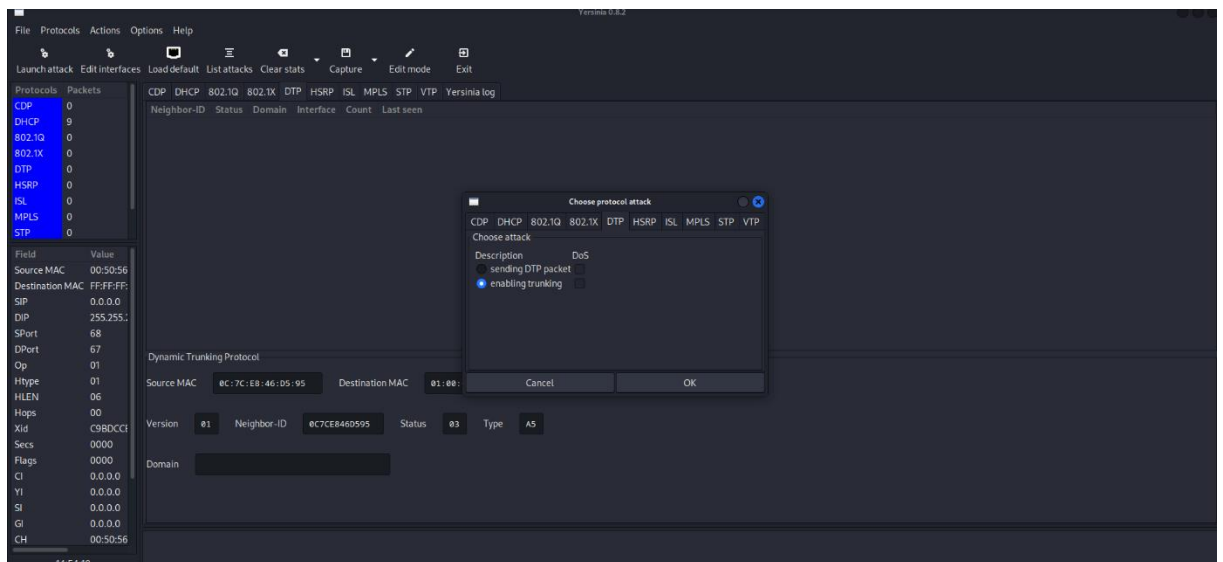 Yersinia 0.8.2
File Protocols Actions Options Help
Launch attack Edit interfaces Load default List attacks Clear stats Capture Edit mode Exit
Protocols Packets
CDP 0
DHCP 9
802.1Q 0
802.1X 0
DTP 0
HSRP 0
ISL 0
MPLS 0
STP 0
Field Value
Source MAC 00:50:56
Destination MAC FF:FF:FF:
SIP 0.0.0.0
DIP 255.255.:
SPort 68
DPort 67
Op 01
Htype 01
HLEN 06
Hops 00
Xid
Secs 0000
Flags 0000
CI 0.0.0.0
YI 0.0.0.0
SI 0.0.0.0
GI 0.0.0.0
CH 00:50:56
CDP DHCP 802.1Q 802.1X DTP HSRP ISL MPLS STP VTP Yersinia log
Neighbor-ID Status Domain Interface Count Last seen
Dynamic Trunking Protocol
Source MAC 0C:7C:E8:46:D5:95 Destination MAC 01:00:
Version 01 Neighbor-ID 0C7CE846D595 Status 03 Type A5
Domain
Choose protocol attack
CDP DHCP 802.1Q 802.1X DTP HSRP ISL MPLS STP VTP
Choose attack
Description DoS
sending DTP packet
enabling trunking
Cancel OK